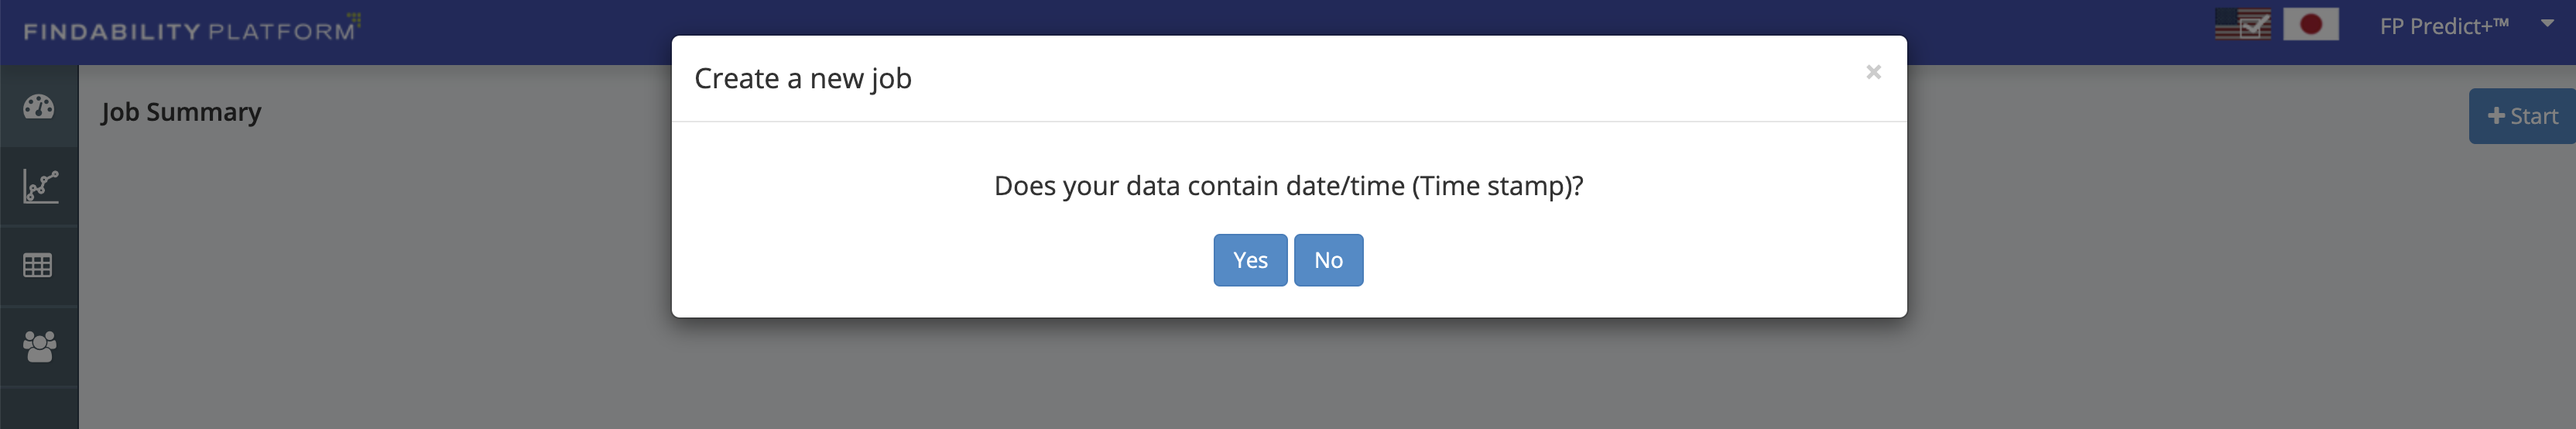 FINDABILITY PLATFORM
FP Predict+™
Create a new job
×
Job Summary
+ Start
Does your data contain date/time (Time stamp)?
Yes No